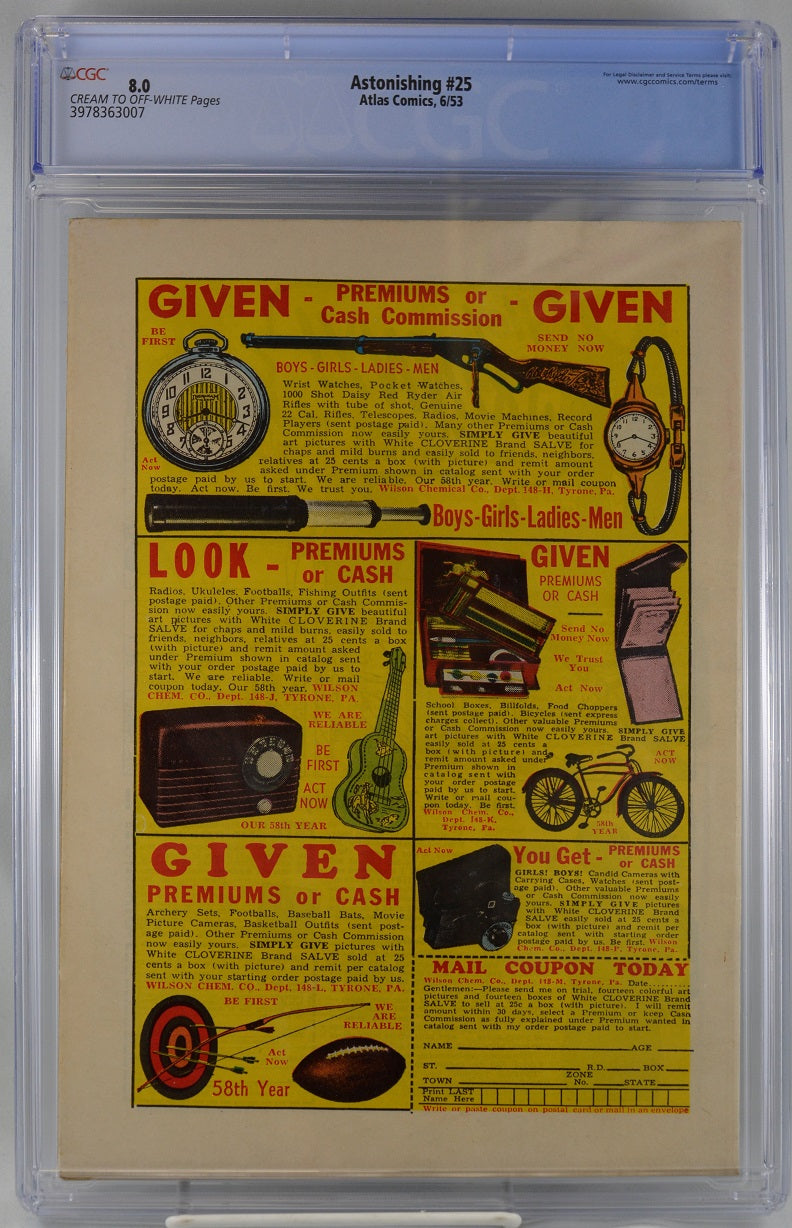 CGC
8.0
CREAM TO OFF-WHITE Pages
3978363007
Astonishing #25
Atlas Comics, 6/53
For Legal Disclaimer and Service Terms please visit:
www.cgccomics.com/terms
CGC
GIVEN - PREMIUMS or - GIVEN
Cash Commission
BE
FIRST
SEND NO
MONEY NOW
BOYS - GIRLS - LADIES - MEN
Wrist Watches, Pocket Watches,
1000 Shot Daisy Red Ryder Air
Rifles with tube of shot, Genuine
22 Cal. Rifles, Telescopes, Radios, Movie Machines, Record
Players (sent postage paid). Many other Premiums or Cash
Commission now easily yours. SIMPLY GIVE beautiful
art pictures with White CLOVERINE Brand SALVE for
chaps and mild burns and easily sold to friends, neighbors,
relatives at 25 cents a box (with picture) and remit amount
asked under Premium shown in catalog sent with your order
postage paid by us to start. We are reliable. Our 58th year. Write or mail coupon
today. Act now. Be first. We trust you. Wilson Chemical Co., Dept. 148-H, Tyrone, Pa.
Act
Now
Boys-Girls-Ladies-Men
LOOK - PREMIUMS
or CASH
Radios, Ukuleles, Footballs, Fishing Outfits (sent
postage paid). Other Premiums or Cash Commis-
sion now easily yours. SIMPLY GIVE beautiful
art pictures with White CLOVERINE Brand
SALVE for chaps and mild burns, easily sold to
friends, neighbors, relatives at 25 cents a box
(with picture) and remit amount asked
under Premium shown in catalog sent
with your order postage paid by us to
start. We are reliable. Write or mail
coupon today. Our 58th year. WILSON
CHEM. CO., Dept. 148-J, TYRONE, PA.
WE ARE
RELIABLE
BE
FIRST
ACT
NOW
OUR 58th YEAR
GIVEN
PREMIUMS
OR CASH
Send No
Money Now
We Trust
You
Act Now
School Boxes, Billfolds, Food Choppers
(sent postage paid). Bicycles (sent express
charges collect). Other valuable Premiums
or Cash Commission now easily yours. SIMPLY GIVE
art pictures with White CLOVERINE Brand SALVE
easily sold at 25 cents a
box (with picture) and
remit amount asked under
Premium shown in
catalog sent with
your order postage
paid by us to start.
Write or mail cou-
pon today. Be first.
Wilson Chem. Co.,
Dept. 148-K,
Tyrone, Pa.
ACT
NOW
58th
YEAR
GIVEN
PREMIUMS or CASH
Archery Sets, Footballs, Baseball Bats, Movie
Picture Cameras, Basketball Outfits (sent post-
age paid). Other Premiums or Cash Commission
now easily yours. SIMPLY GIVE pictures with
White CLOVERINE Brand SALVE sold at 25
cents a box (with picture) and remit per catalog
sent with your starting order postage paid by us.
WILSON CHEM. CO., Dept. 148-L, TYRONE, PA.
BE FIRST
WE
ARE
RELIABLE
Act
Now
58th Year
Act Now
You Get - PREMIUMS
or CASH
GIRLS! BOYS! Candid Cameras with
Carrying Cases, Watches (sent post-
age paid). Other valuable Premiums
or Cash Commission now easily
yours. SIMPLY GIVE pictures
with White CLOVERINE Brand
SALVE easily sold at 25 cents a
box (with picture) and remit per
catalog sent with starting order
postage paid by us. Be first. Wilson
Chem. Co., Dept. 148-P, Tyrone, Pa.
MAIL COUPON TODAY
Wilson Chem. Co., Dept. 148-M, Tyrone, Pa. Date
Gentlemen:—Please send me on trial, fourteen colorful art
pictures and fourteen boxes of White CLOVERINE Brand
SALVE to sell at 25c a box (with picture). I will remit
amount within 30 days, select a Premium or keep Cash
Commission as fully explained under Premium wanted in
catalog sent with my order postage paid to start.
NAME AGE
ST. R.D. BOX
TOWN ZONE No. STATE
Print LAST
Name Here
Write or paste coupon on postal card or mail in an envelope